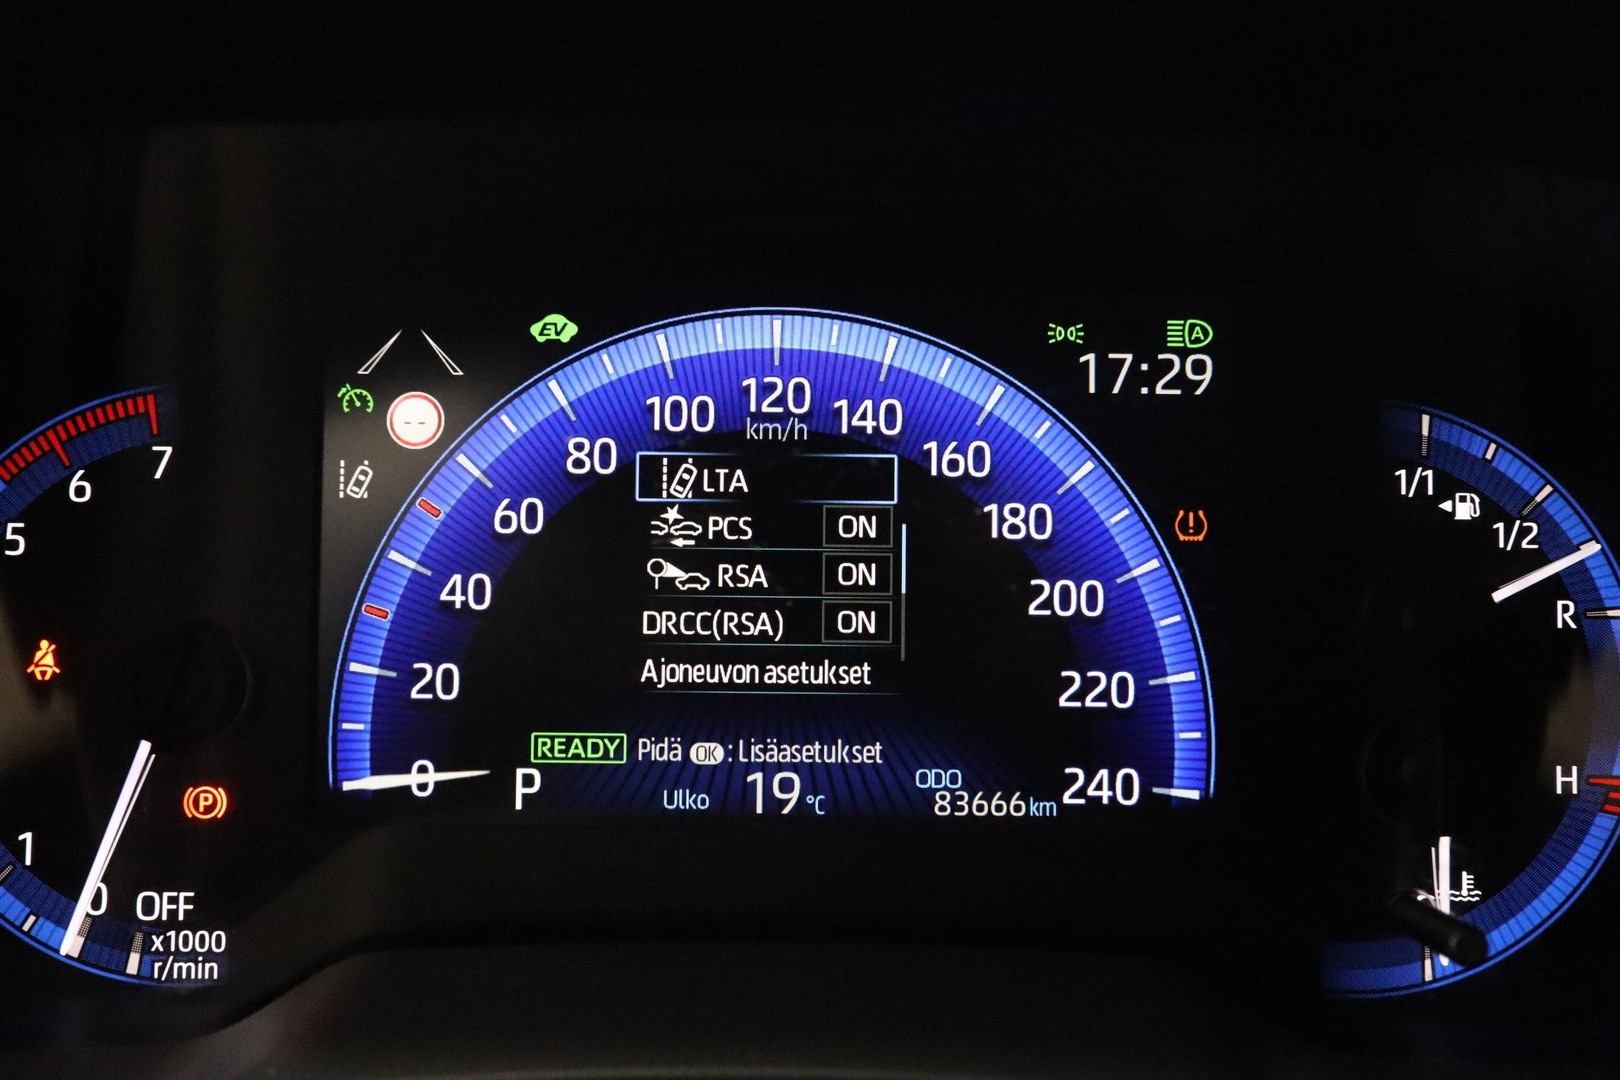 EV
A
17:29
- -
7
6
5
1
0
OFF
x1000
r/min
P
0
20
40
60
80
100
120
km/h
140
160
180
200
220
240
LTA
PCS ON
RSA ON
DRCC(RSA) ON
Ajoneuvon asetukset
READY Pidä OK : Lisäasetukset
P Ulko 19 °C ODO 83666 km
1/1
1/2
R
H